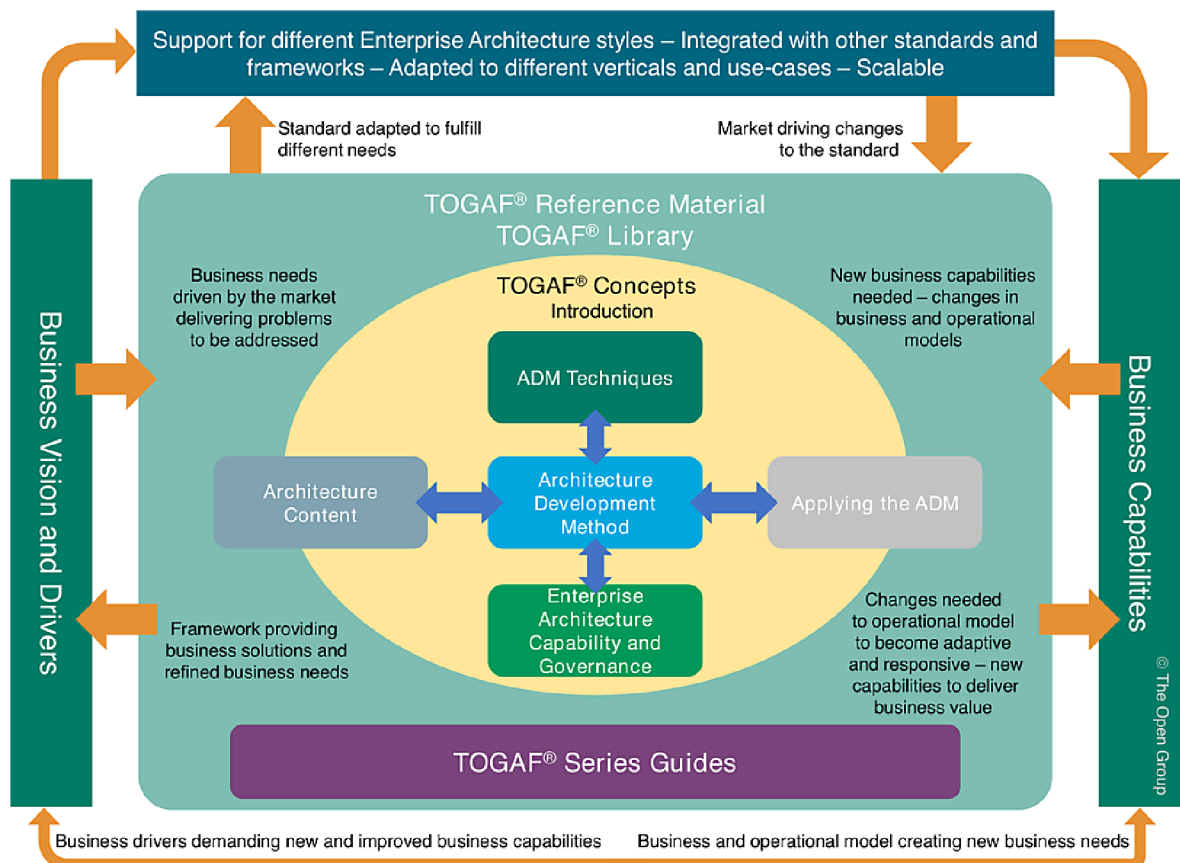 Support for different Enterprise Architecture styles – Integrated with other standards and
frameworks – Adapted to different verticals and use-cases – Scalable
Standard adapted to fulfill
different needs
Market driving changes
to the standard
TOGAF® Reference Material
TOGAF® Library
Business Vision and Drivers
Business needs
driven by the market
delivering problems
to be addressed
TOGAF® Concepts
Introduction
New business capabilities
needed – changes in
business and operational
models
Business Capabilities
ADM Techniques
Architecture
Content
Architecture
Development
Method
Applying the ADM
Enterprise
Architecture
Capability and
Governance
Framework providing
business solutions and
refined business needs
Changes needed
to operational model
to become adaptive
and responsive – new
capabilities to deliver
business value
TOGAF® Series Guides
© The Open Group
Business drivers demanding new and improved business capabilities
Business and operational model creating new business needs